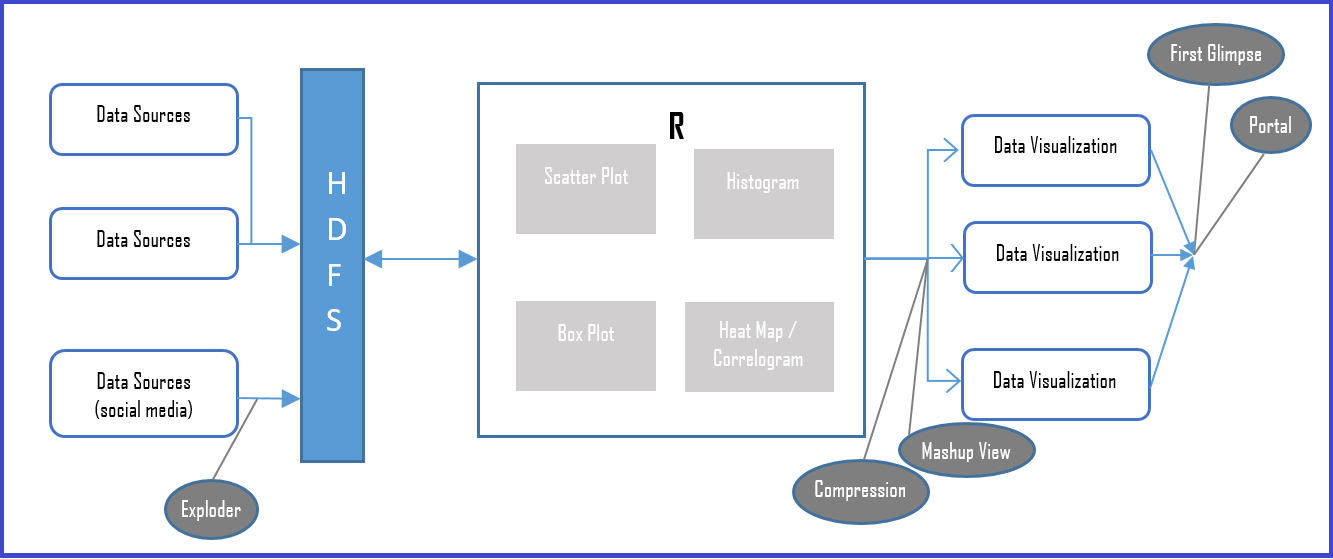 Data Sources
Data Sources
Data Sources
(social media)
Exploder
H
D
F
S
R
Scatter Plot
Histogram
Box Plot
Heat Map /
Correlogram
Compression
Mashup View
Data Visualization
Data Visualization
Data Visualization
First Glimpse
Portal